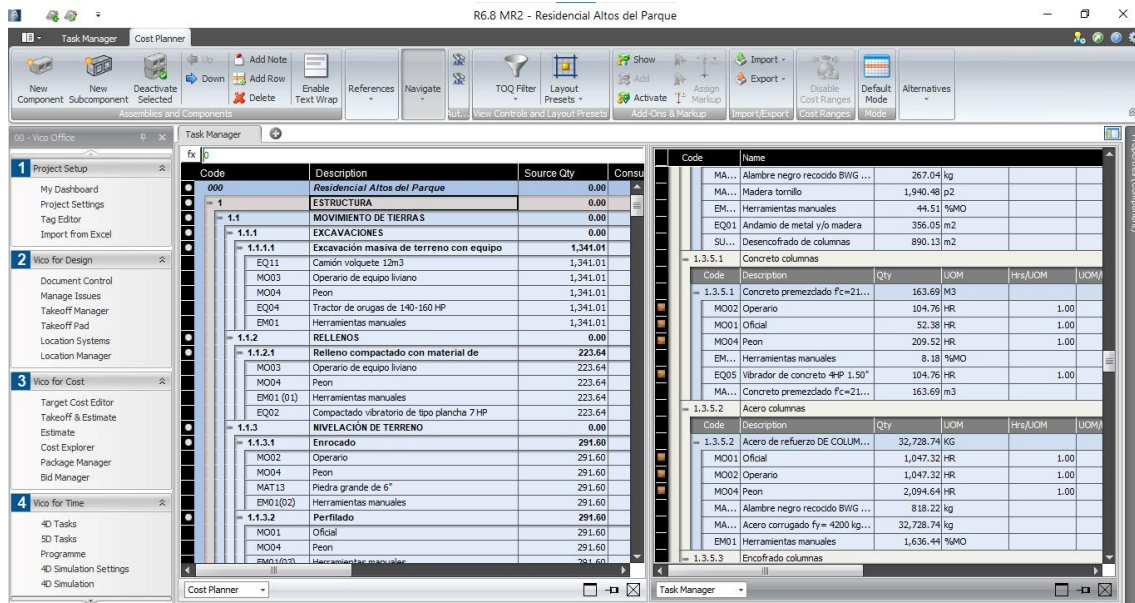 R6.8 MR2 - Residencial Altos del Parque
Task Manager
Cost Planner
New Component
New Subcomponent
Deactivate Selected
Up
Down
Add Note
Add Row
Delete
Enable Text Wrap
References
Navigate
TOQ Filter
Layout Presets
Show
Add
Activate
Assign Markup
Import
Export
Disable Cost Ranges
Default Mode
Alternatives
Assemblies and Components
Aut...
View Controls and Layout Presets
Add-Ons & Markup
Import/Export
Cost Ranges
Mode
00 - Vico Office
1 Project Setup
My Dashboard
Project Settings
Tag Editor
Import from Excel
2 Vico for Design
Document Control
Manage Issues
Takeoff Manager
Takeoff Pad
Location Systems
Location Manager
3 Vico for Cost
Target Cost Editor
Takeoff & Estimate
Estimate
Cost Explorer
Package Manager
Bid Manager
4 Vico for Time
4D Tasks
5D Tasks
Programme
4D Simulation Settings
4D Simulation
Task Manager
fx 0
Code Description Source Qty Consu
000 Residencial Altos del Parque 0.00
1 ESTRUCTURA 0.00
1.1 MOVIMIENTO DE TIERRAS 0.00
1.1.1 EXCAVACIONES 0.00
1.1.1.1 Excavación masiva de terreno con equipo 1,341.01
EQ11 Camión volquete 12m3 1,341.01
MO03 Operario de equipo liviano 1,341.01
MO04 Peon 1,341.01
EQ04 Tractor de orugas de 140-160 HP 1,341.01
EM01 Herramientas manuales 1,341.01
1.1.2 RELLENOS 0.00
1.1.2.1 Relleno compactado con material de 223.64
MO03 Operario de equipo liviano 223.64
MO04 Peon 223.64
EM01 (01) Herramientas manuales 223.64
EQ02 Compactado vibratorio de tipo plancha 7 HP 223.64
1.1.3 NIVELACIÓN DE TERRENO 0.00
1.1.3.1 Enrocado 291.60
MO02 Operario 291.60
MO04 Peon 291.60
MAT13 Piedra grande de 6" 291.60
EM01(02) Herramientas manuales 291.60
1.1.3.2 Perfilado 291.60
MO01 Oficial 291.60
MO04 Peon 291.60
EM01(03) Herramientas manuales 291.60
Cost Planner
Code Name
MA... Alambre negro recocido BWG ... 267.04 kg
MA... Madera tornillo 1,940.48 p2
EM... Herramientas manuales 44.51 %MO
EQ01 Andamio de metal y/o madera 356.05 m2
SU... Desencofrado de columnas 890.13 m2
1.3.5.1 Concreto columnas
Code Description Qty UOM Hrs/UOM UOM/
1.3.5.1 Concreto premezclado f'c=21... 163.69 M3
MO02 Operario 104.76 HR 1.00
MO01 Oficial 52.38 HR 1.00
MO04 Peon 209.52 HR 1.00
EM... Herramientas manuales 8.18 %MO
EQ05 Vibrador de concreto 4HP 1.50" 104.76 HR 1.00
MA... Concreto premezclado f'c=21... 163.69 m3
1.3.5.2 Acero columnas
Code Description Qty UOM Hrs/UOM UOM/
1.3.5.2 Acero de refuerzo DE COLUM... 32,728.74 KG
MO01 Oficial 1,047.32 HR 1.00
MO02 Operario 1,047.32 HR 1.00
MO04 Peon 2,094.64 HR 1.00
MA... Alambre negro recocido BWG ... 818.22 kg
MA... Acero corrugado fy= 4200 kg... 32,728.74 kg
EM01 Herramientas manuales 1,636.44 %MO
1.3.5.3 Encofrado columnas
Task Manager